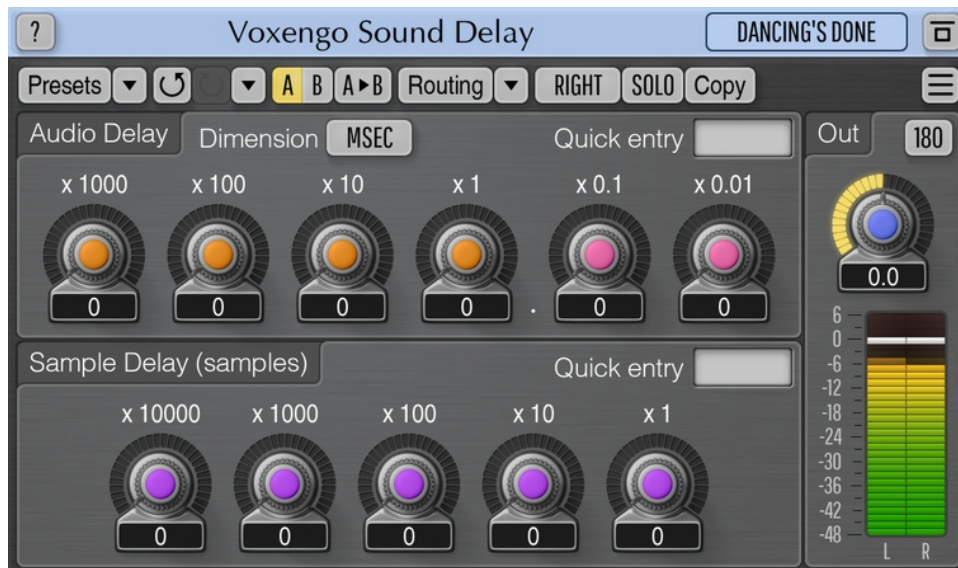 ? Voxengo Sound Delay DANCING'S DONE
Presets A B A►B Routing RIGHT SOLO Copy
Audio Delay Dimension MSEC Quick entry
x 1000 x 100 x 10 x 1 x 0.1 x 0.01
0 0 0 0 . 0 0
Sample Delay (samples) Quick entry
x 10000 x 1000 x 100 x 10 x 1
0 0 0 0 0
Out 180
0.0
6
0
-6
-12
-18
-24
-30
-36
-42
-48
L R